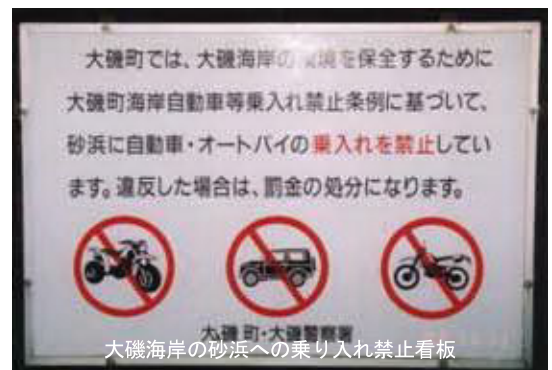 大磯町では、大磯海岸の環境を保全するために
大磯町海岸自動車等乗入れ禁止条例に基づいて、
砂浜に自動車・オートバイの乗入れを禁止してい
ます。違反した場合は、罰金の処分になります。
大磯町・大磯警察署
大磯海岸の砂浜への乗り入れ禁止看板